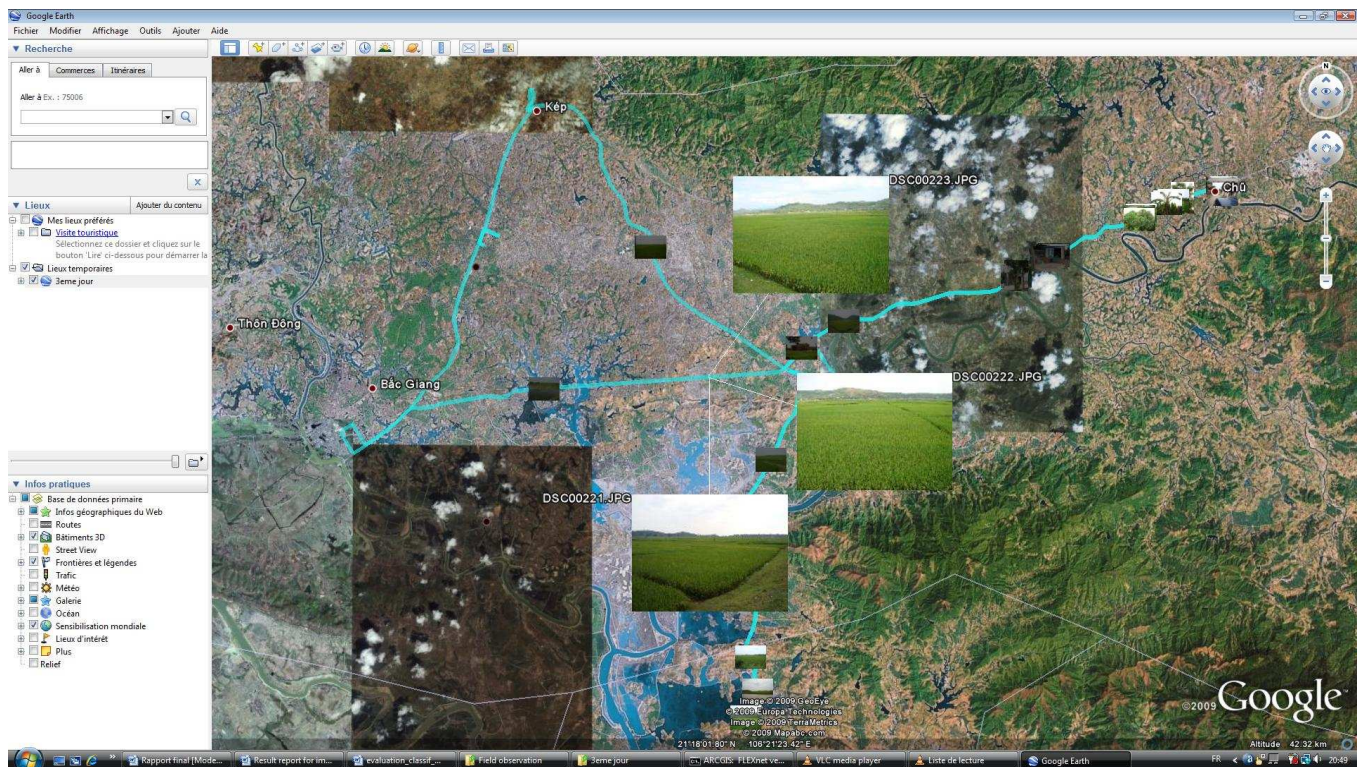 Google Earth
Fichier Modifier Affichage Outils Ajouter Aide
Recherche
Aller à Commerces Itinéraires
Aller à Ex. : 75006
Lieux Ajouter du contenu
Mes lieux préférés
Visite touristique
Sélectionnez ce dossier et cliquez sur le
bouton 'Lire' ci-dessous pour démarrer la
Lieux temporaires
3eme jour
Infos pratiques
Base de données primaire
Infos géographiques du Web
Routes
Bâtiments 3D
Street View
Frontières et légendes
Trafic
Météo
Galerie
Océan
Sensibilisation mondiale
Lieux d'intérêt
Plus
Relief
N
Kép
DSC00223.JPG
Chũ
Thôn Đông
Bắc Giang
DSC00222.JPG
DSC00221.JPG
Image © 2009 GeoEye
© 2009 Europa Technologies
Image © 2009 TerraMetrics
© 2009 Mapabc.com
©2009 Google
21°18'01.80" N 106°21'23.42" E
Altitude 42.32 km
Rapport final [Mode...
Result report for im...
evaluation_classif_...
Field observation
3eme jour
ARCGIS: FLEXnet ve...
VLC media player
Liste de lecture
Google Earth
FR
20:49